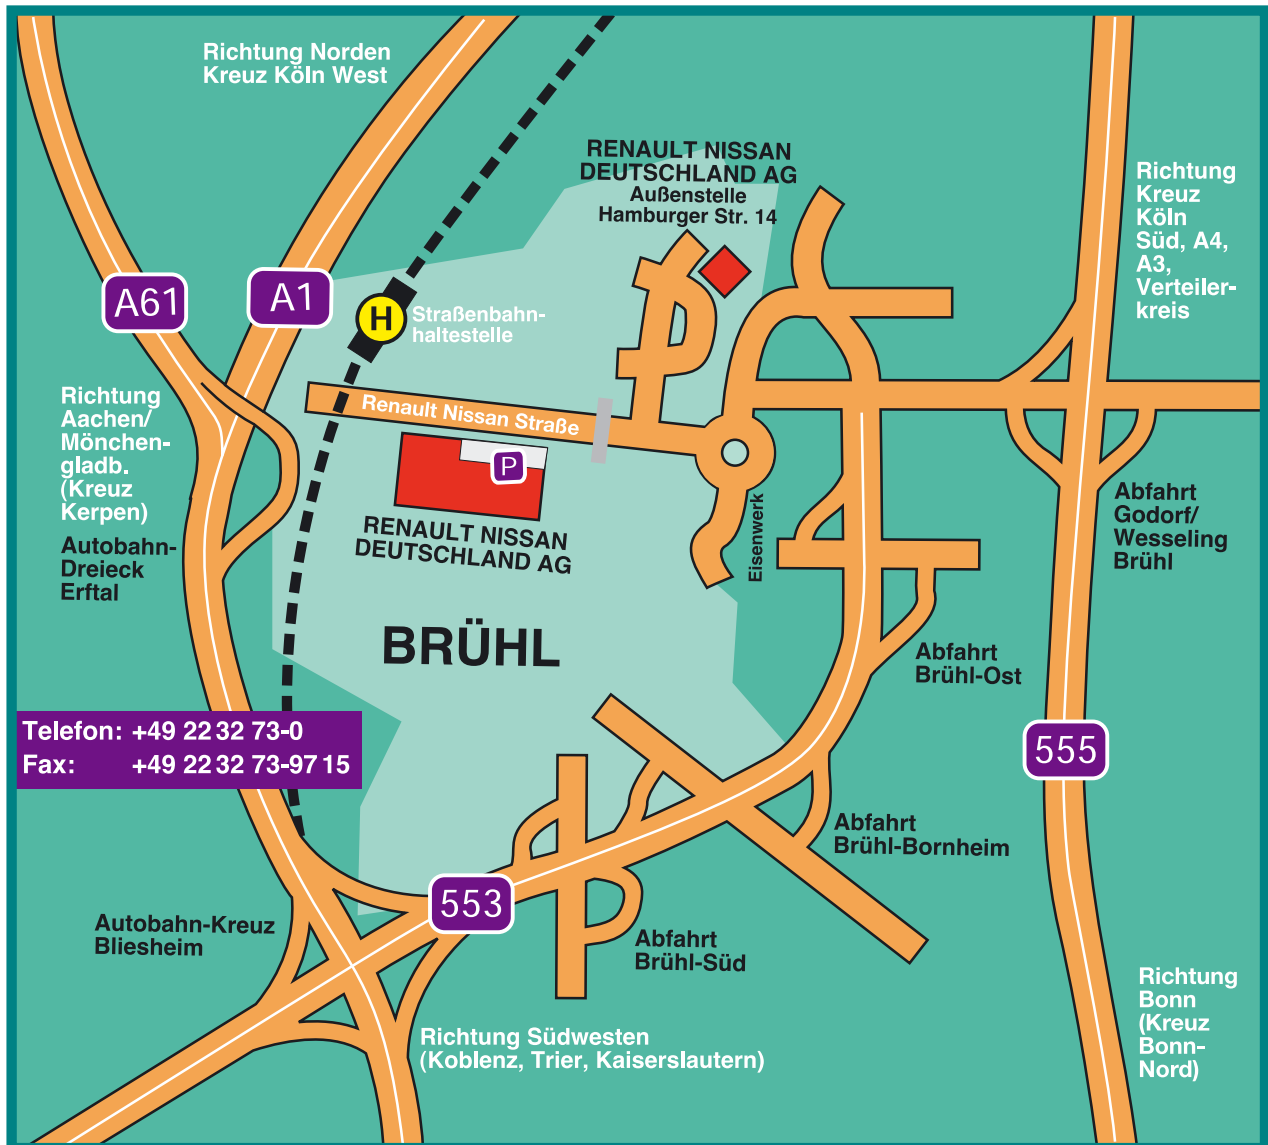 Richtung Norden
Kreuz Köln West
RENAULT NISSAN
DEUTSCHLAND AG
Außenstelle
Hamburger Str. 14
Richtung
Kreuz
Köln
Süd, A4,
A3,
Verteiler-
kreis
A61
A1
H
Straßenbahn-
haltestelle
Richtung
Aachen/
Mönchen-
gladb.
(Kreuz
Kerpen)
Autobahn-
Dreieck
Erftal
Renault Nissan Straße
P
RENAULT NISSAN
DEUTSCHLAND AG
Eisenwerk
Abfahrt
Godorf/
Wesseling
Brühl
BRÜHL
Abfahrt
Brühl-Ost
Telefon: +49 22 32 73-0
Fax: +49 22 32 73-97 15
555
Abfahrt
Brühl-Bornheim
553
Autobahn-Kreuz
Bliesheim
Abfahrt
Brühl-Süd
Richtung Südwesten
(Koblenz, Trier, Kaiserslautern)
Richtung
Bonn
(Kreuz
Bonn-
Nord)